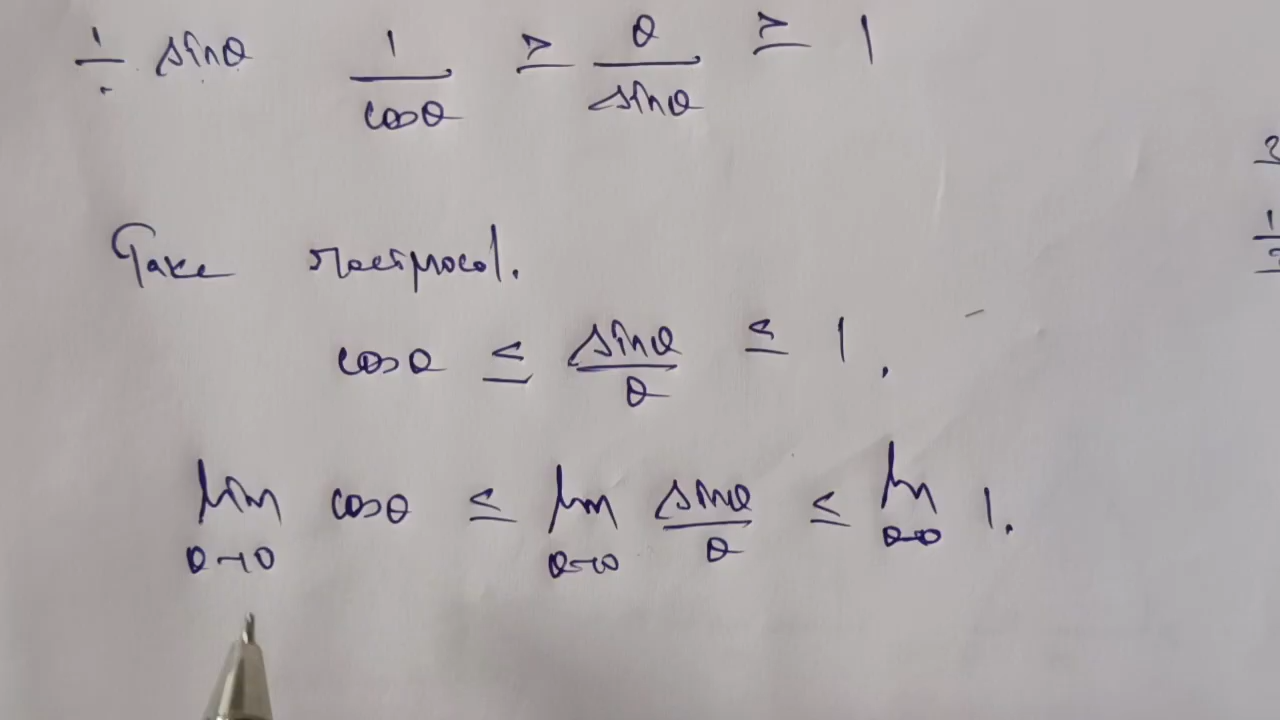 ÷ sinθ 1/cosθ ≥ θ/sinθ ≥ 1
Take reciprocal.
cosθ ≤ sinθ/θ ≤ 1.
lim θ→0 cosθ ≤ lim θ→0 sinθ/θ ≤ lim θ→0 1.